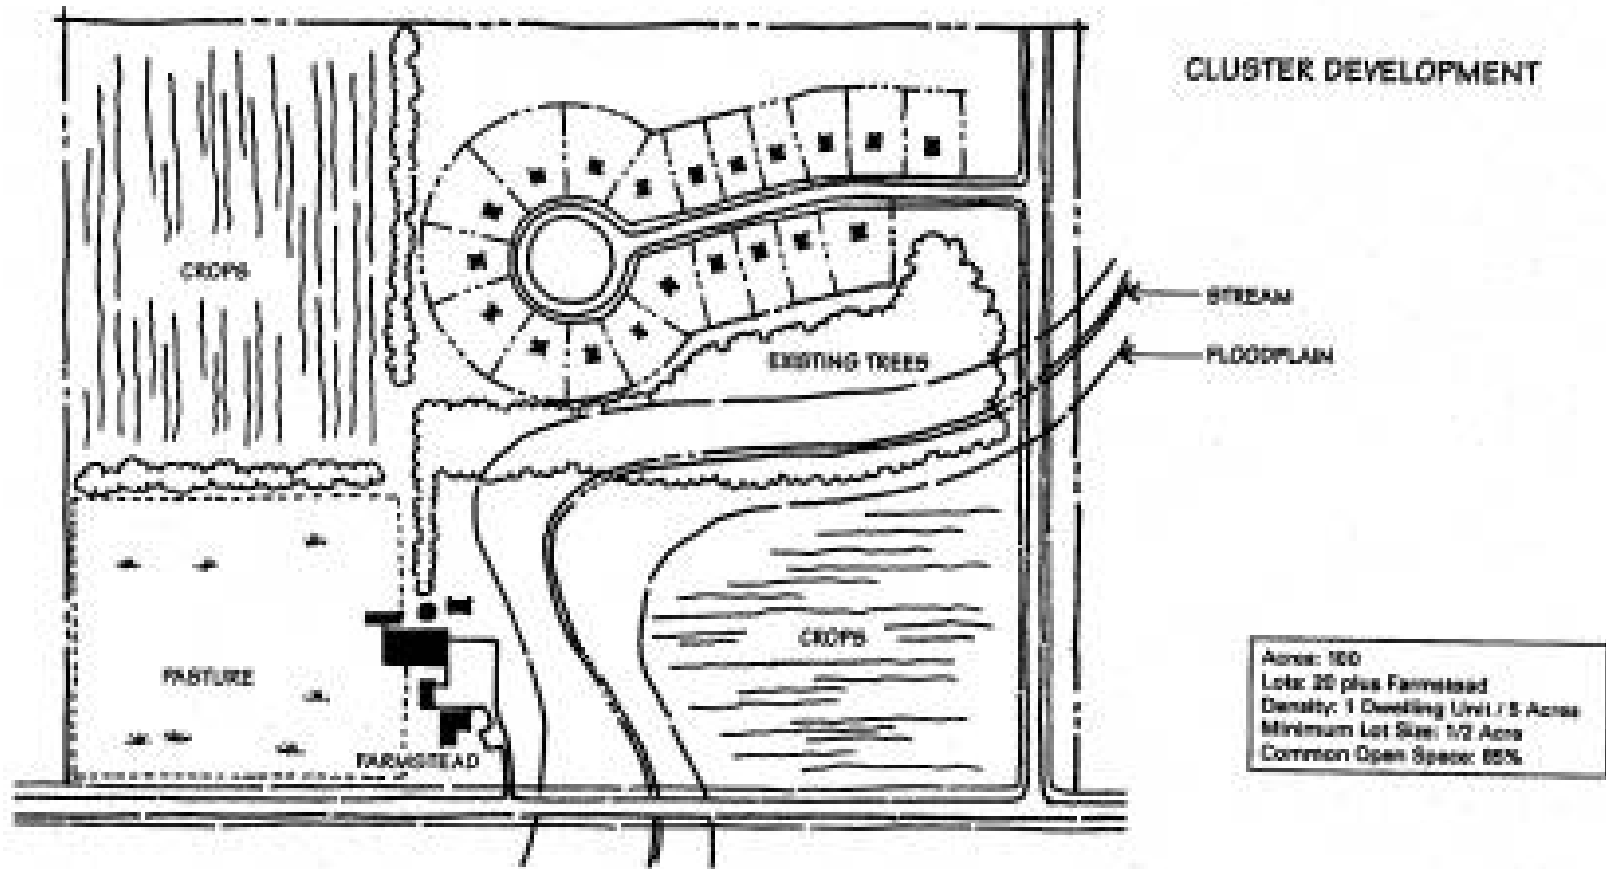 CLUSTER DEVELOPMENT
CROPS
STREAM
EXISTING TREES
FLOODPLAIN
CROPS
PASTURE
FARMSTEAD
Acres: 100
Lots: 20 plus Farmstead
Density: 1 Dwelling Unit / 5 Acres
Minimum Lot Size: 1/2 Acre
Common Open Space: 85%